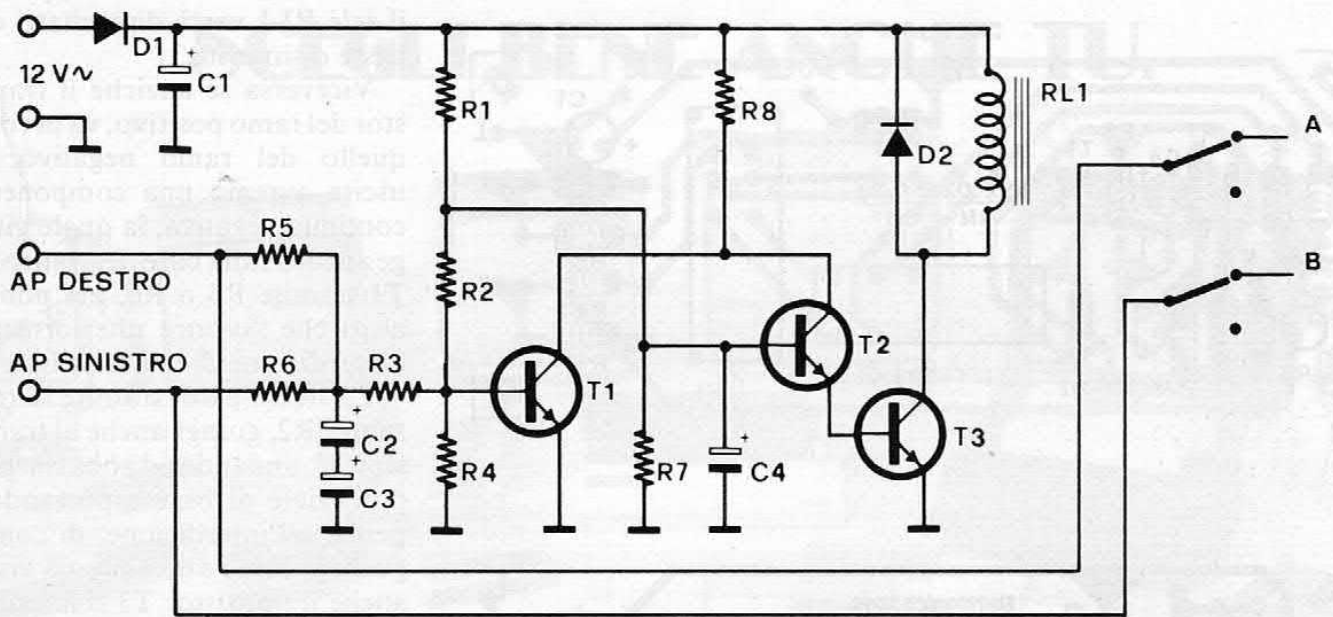 D1
12 V~
C1
R1
R8
D2
RL1
A
AP DESTRO
R5
R2
B
AP SINISTRO
R6
R3
T1
T2
T3
C2
C3
R4
R7
C4